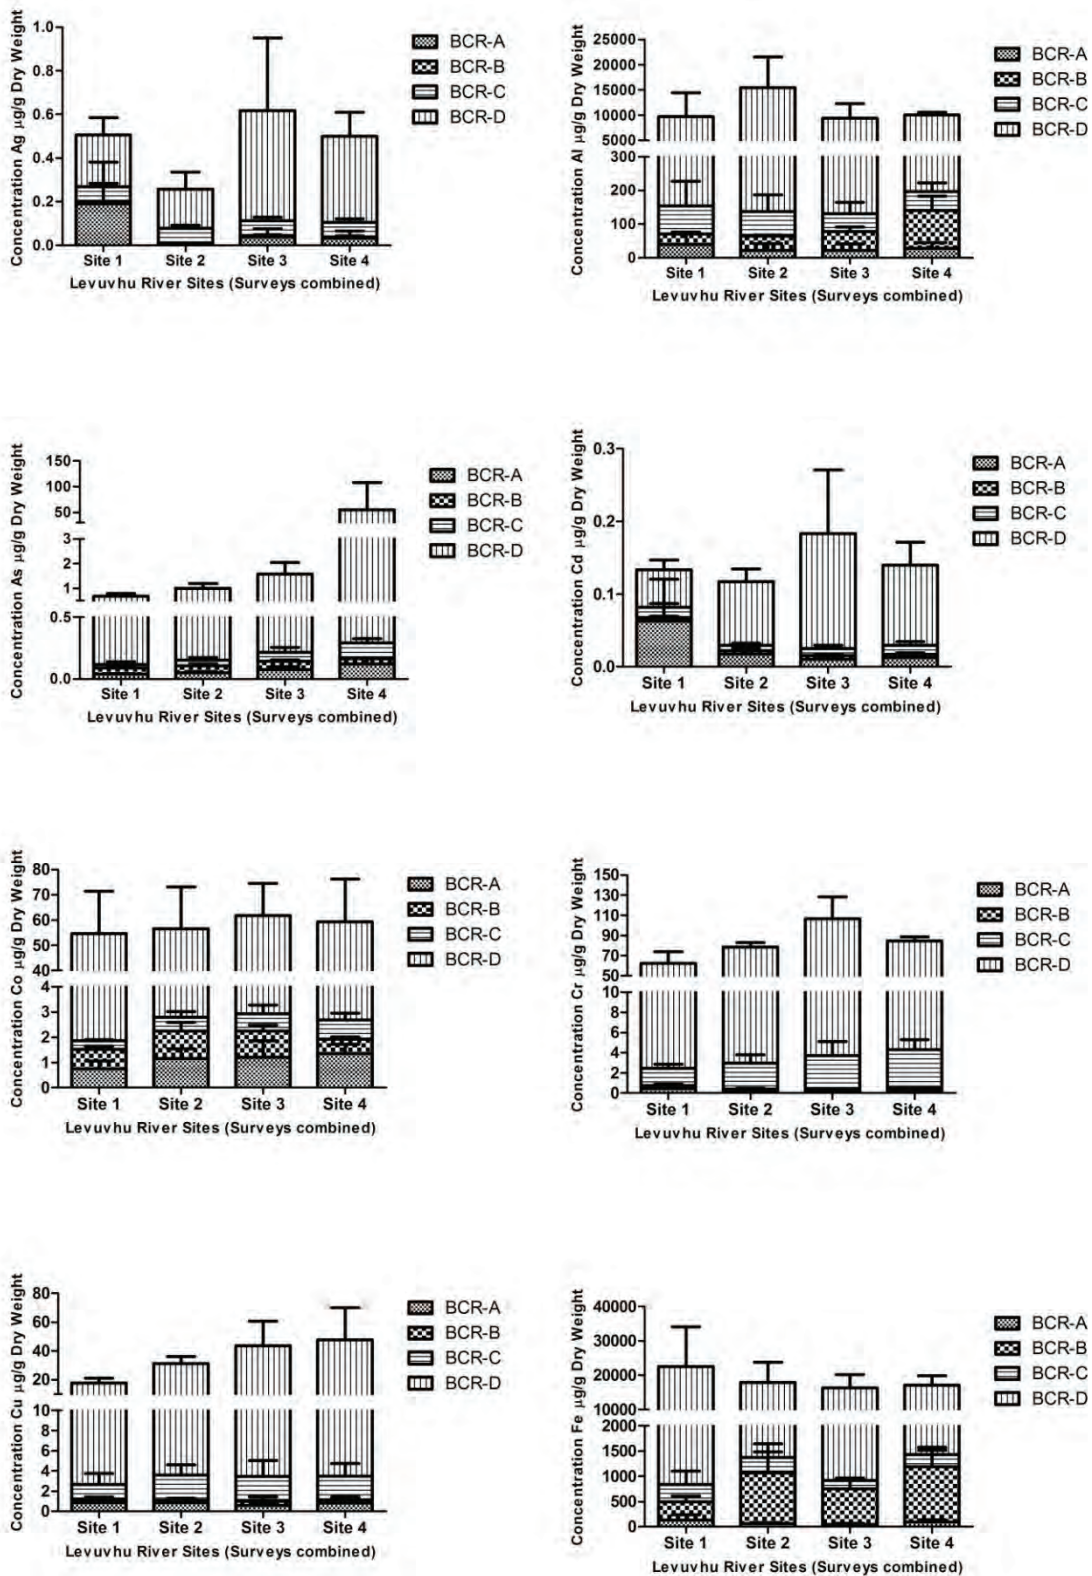 Concentration Ag µg/g Dry Weight
1.0
0.8
0.6
0.4
0.2
0.0
Site 1 Site 2 Site 3 Site 4
Levuvhu River Sites (Surveys combined)
BCR-A
BCR-B
BCR-C
BCR-D
Concentration Al µg/g Dry Weight
25000
20000
15000
10000
5000
300
200
100
0
Site 1 Site 2 Site 3 Site 4
Levuvhu River Sites (Surveys combined)
BCR-A
BCR-B
BCR-C
BCR-D
Concentration As µg/g Dry Weight
150
100
50
3
2
1
0.5
0.0
Site 1 Site 2 Site 3 Site 4
Levuvhu River Sites (Surveys combined)
BCR-A
BCR-B
BCR-C
BCR-D
Concentration Cd µg/g Dry Weight
0.3
0.2
0.1
0.0
Site 1 Site 2 Site 3 Site 4
Levuvhu River Sites (Surveys combined)
BCR-A
BCR-B
BCR-C
BCR-D
Concentration Co µg/g Dry Weight
80
70
60
50
40
4
3
2
1
0
Site 1 Site 2 Site 3 Site 4
Levuvhu River Sites (Surveys combined)
BCR-A
BCR-B
BCR-C
BCR-D
Concentration Cr µg/g Dry Weight
150
130
110
90
70
50
10
8
6
4
2
0
Site 1 Site 2 Site 3 Site 4
Levuvhu River Sites (Surveys combined)
BCR-A
BCR-B
BCR-C
BCR-D
Concentration Cu µg/g Dry Weight
80
60
40
20
10
8
6
4
2
0
Site 1 Site 2 Site 3 Site 4
Levuvhu River Sites (Surveys combined)
BCR-A
BCR-B
BCR-C
BCR-D
Concentration Fe µg/g Dry Weight
40000
30000
20000
10000
2000
1500
1000
500
0
Site 1 Site 2 Site 3 Site 4
Levuvhu River Sites (Surveys combined)
BCR-A
BCR-B
BCR-C
BCR-D